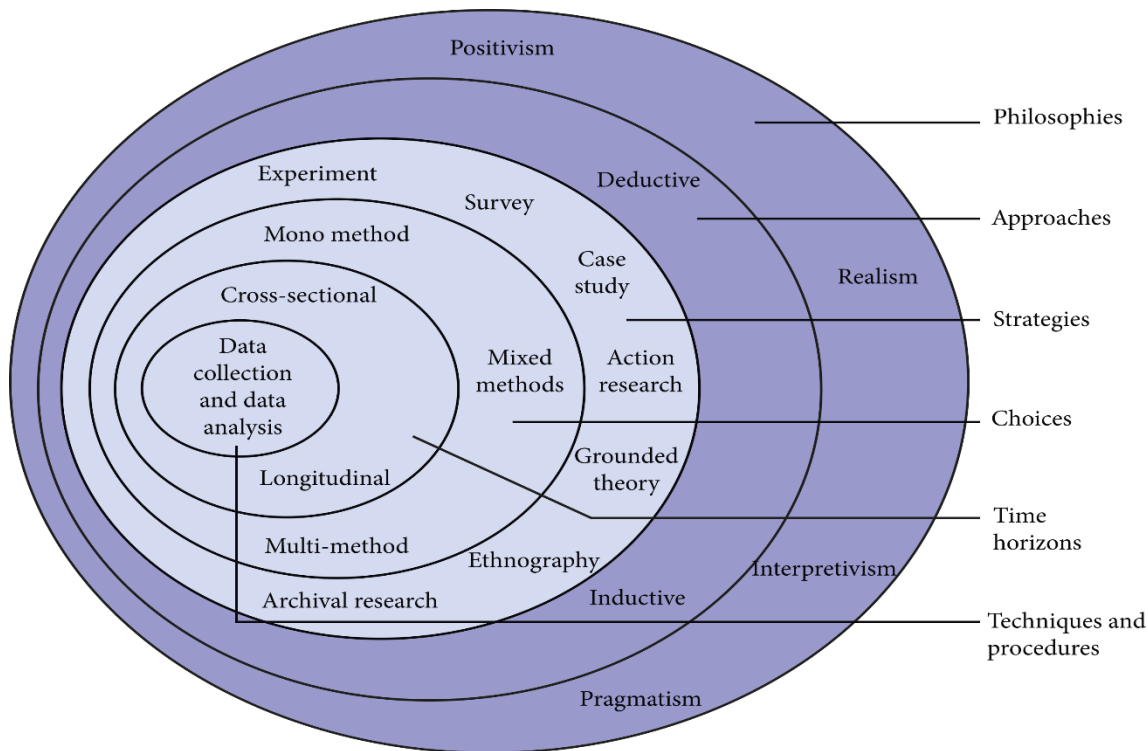 Positivism
Philosophies
Experiment
Deductive
Survey
Approaches
Mono method
Case
study
Realism
Cross-sectional
Strategies
Data
collection
and data
analysis
Mixed
methods
Action
research
Choices
Grounded
theory
Longitudinal
Time
horizons
Multi-method
Ethnography
Interpretivism
Archival research
Inductive
Techniques and
procedures
Pragmatism